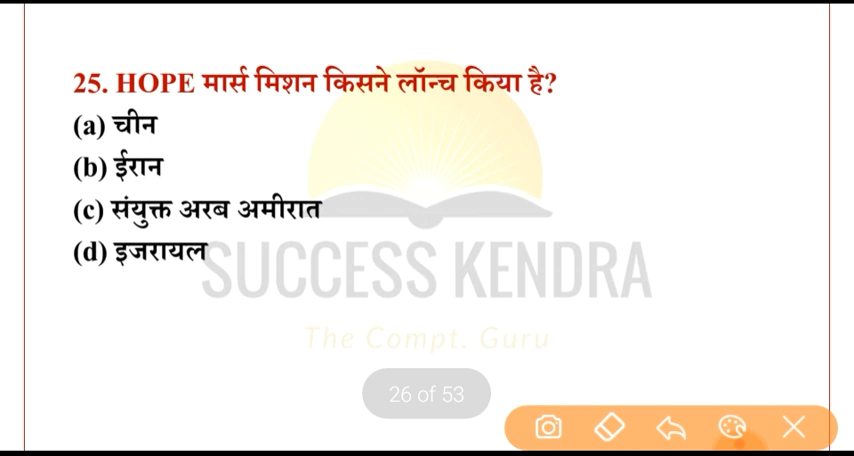 25. HOPE मार्स मिशन किसने लॉन्च किया है?
(a) चीन
(b) ईरान
(c) संयुक्त अरब अमीरात
(d) इजरायल
SUCCESS KENDRA
The Compt. Guru
26 of 53